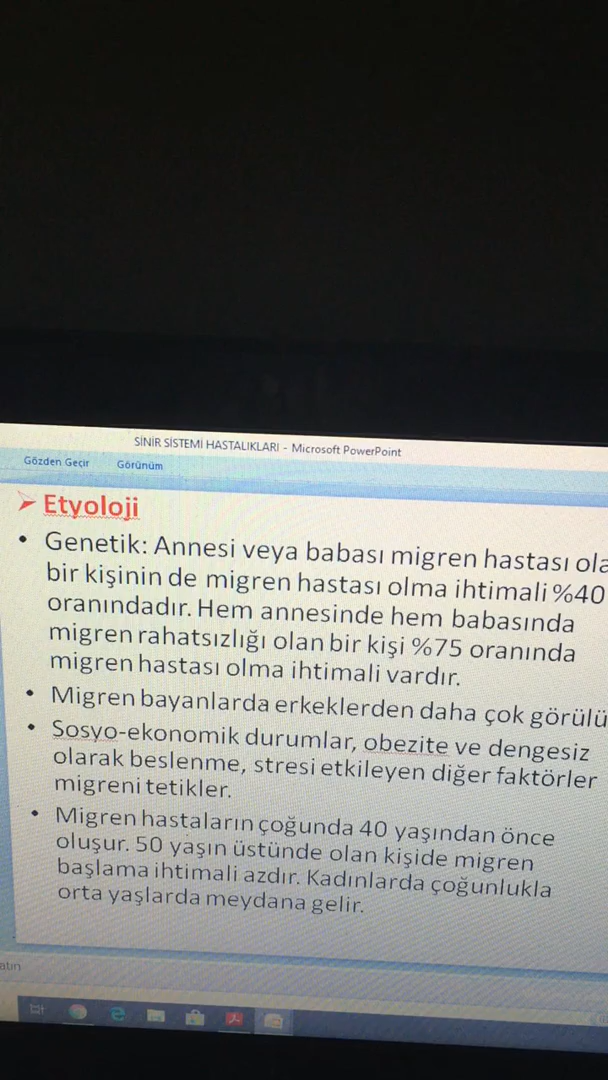 SİNİR SİSTEMİ HASTALIKLARI - Microsoft PowerPoint
Gözden Geçir Görünüm
Etyoloji
• Genetik: Annesi veya babası migren hastası ola
bir kişinin de migren hastası olma ihtimali %40
oranındadır. Hem annesinde hem babasında
migren rahatsızlığı olan bir kişi %75 oranında
migren hastası olma ihtimali vardır.
• Migren bayanlarda erkeklerden daha çok görülü
• Sosyo-ekonomik durumlar, obezite ve dengesiz
olarak beslenme, stresi etkileyen diğer faktörler
migreni tetikler.
• Migren hastaların çoğunda 40 yaşından önce
oluşur. 50 yaşın üstünde olan kişide migren
başlama ihtimali azdır. Kadınlarda çoğunlukla
orta yaşlarda meydana gelir.
atın